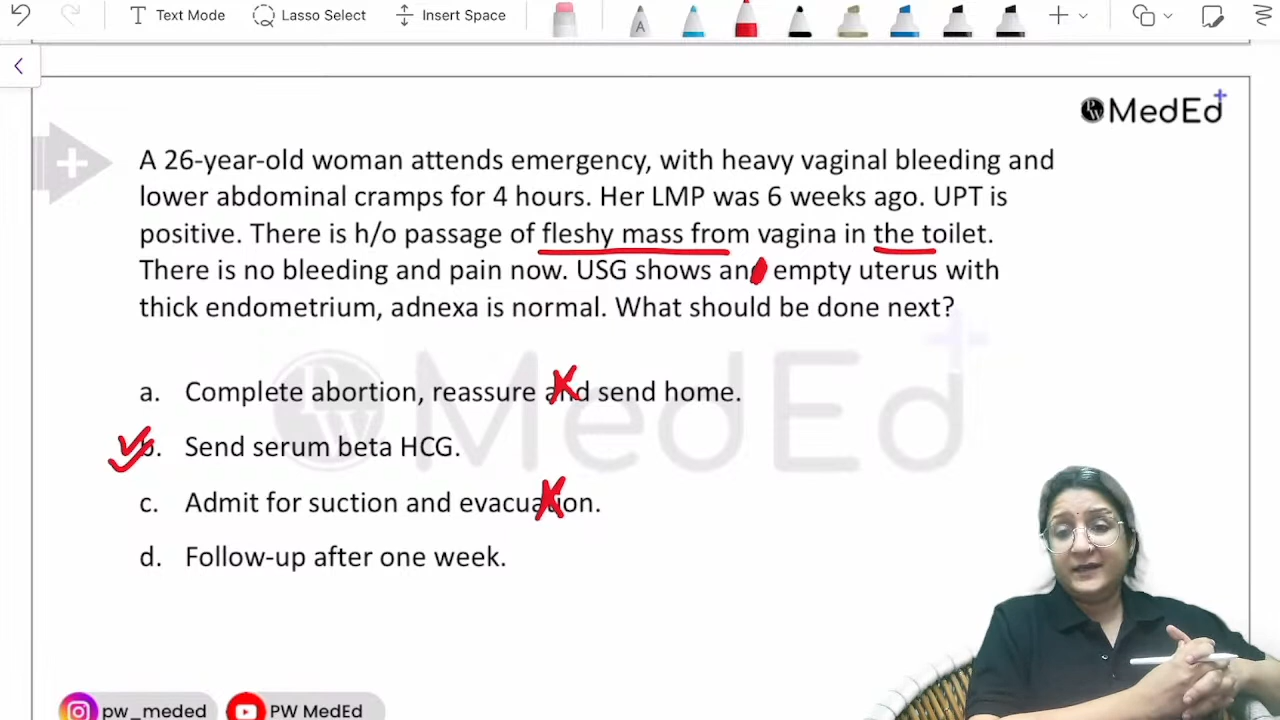 Text Mode
Lasso Select
Insert Space
A
PW MedEd+
A 26-year-old woman attends emergency, with heavy vaginal bleeding and
lower abdominal cramps for 4 hours. Her LMP was 6 weeks ago. UPT is
positive. There is h/o passage of fleshy mass from vagina in the toilet.
There is no bleeding and pain now. USG shows an empty uterus with
thick endometrium, adnexa is normal. What should be done next?
PW MedEd+
a. Complete abortion, reassure and send home.
b. Send serum beta HCG.
c. Admit for suction and evacuation.
d. Follow-up after one week.
pw_meded
PW MedEd